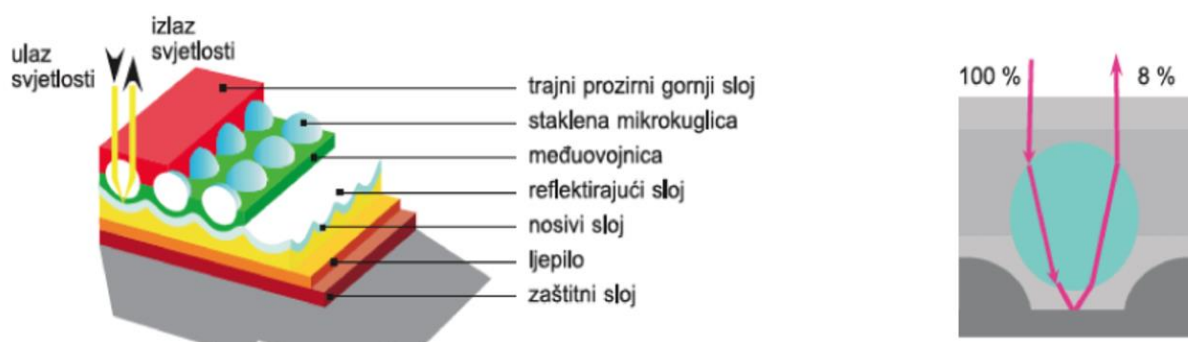 ulaz
svjetlosti
izlaz
svjetlosti
trajni prozirni gornji sloj
staklena mikrokuglica
međuovojnica
reflektirajući sloj
nosivi sloj
ljepilo
zaštitni sloj
100 %
8 %